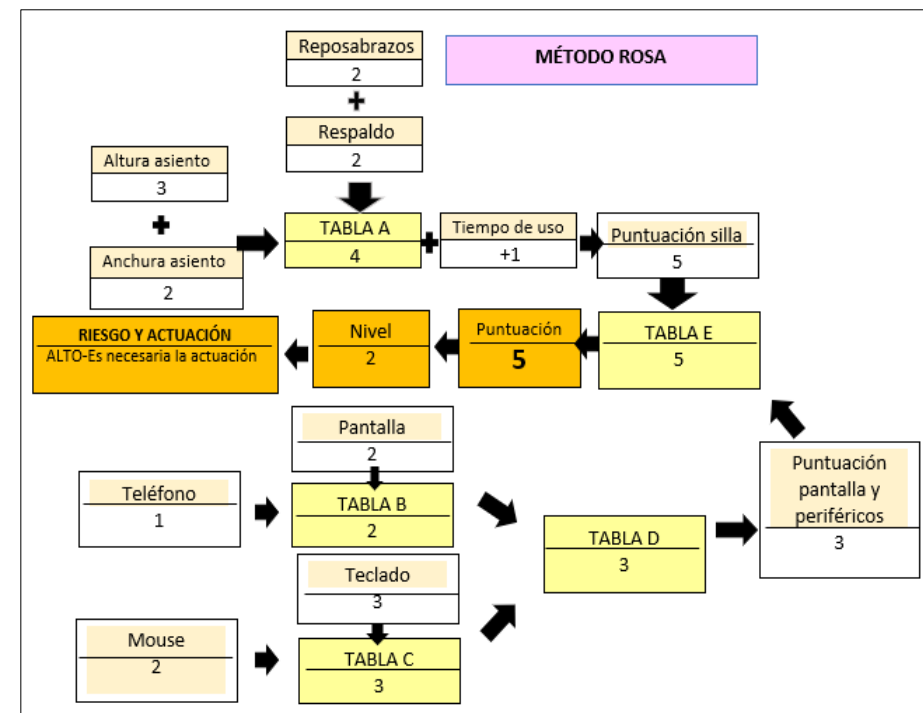 Reposabrazos
2
MÉTODO ROSA
Respaldo
2
Altura asiento
3
Anchura asiento
2
TABLA A
4
Tiempo de uso
+1
Puntuación silla
5
RIESGO Y ACTUACIÓN
ALTO-Es necesaria la actuación
Nivel
2
Puntuación
5
TABLA E
5
Pantalla
2
Teléfono
1
TABLA B
2
Puntuación
pantalla y
periféricos
3
TABLA D
3
Teclado
3
Mouse
2
TABLA C
3